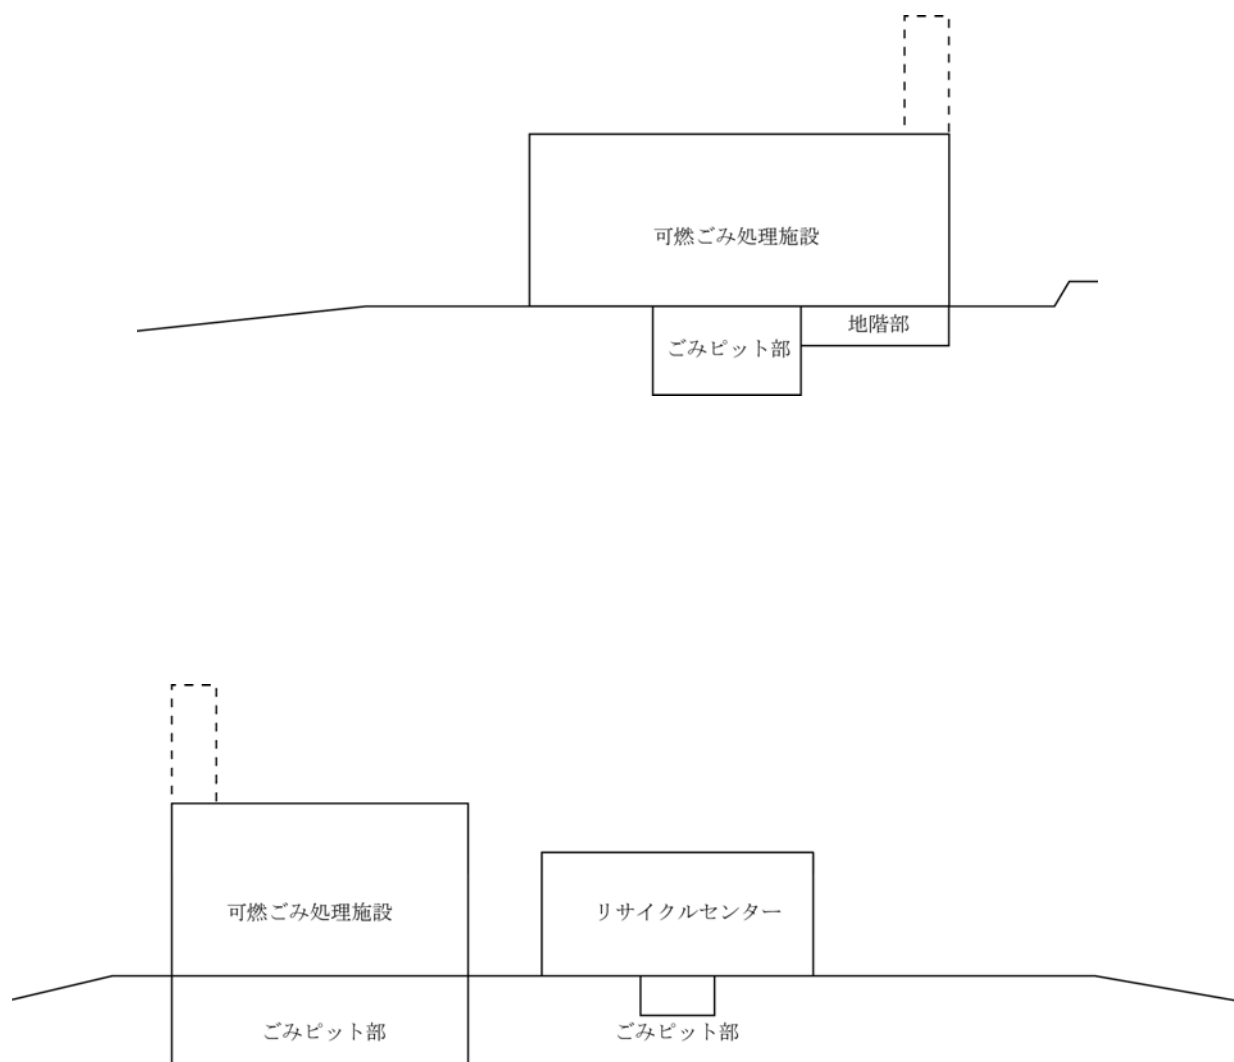 可燃ごみ処理施設
地階部
ごみピット部
可燃ごみ処理施設
リサイクルセンター
ごみピット部
ごみピット部